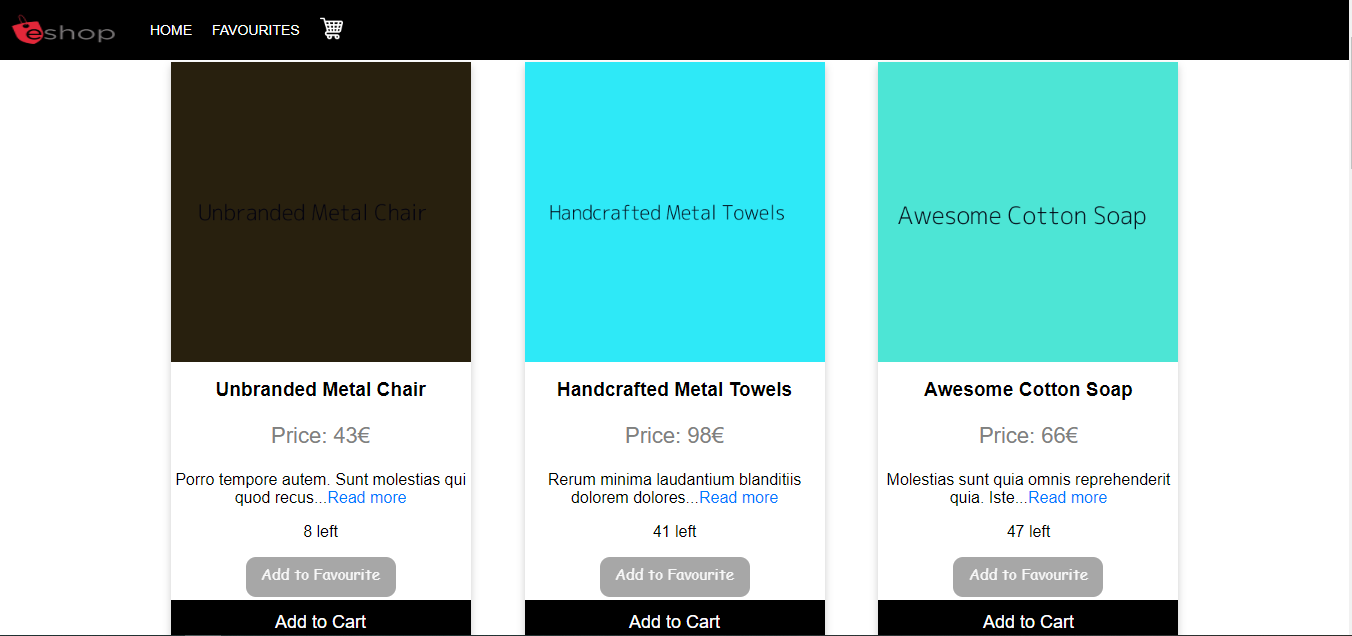 eshop HOME FAVOURITES
Unbranded Metal Chair
Handcrafted Metal Towels
Awesome Cotton Soap
Unbranded Metal Chair
Price: 43€
Porro tempore autem. Sunt molestias qui
quod recus...Read more
8 left
Add to Favourite
Add to Cart
Handcrafted Metal Towels
Price: 98€
Rerum minima laudantium blanditiis
dolorem dolores...Read more
41 left
Add to Favourite
Add to Cart
Awesome Cotton Soap
Price: 66€
Molestias sunt quia omnis reprehenderit
quia. Iste...Read more
47 left
Add to Favourite
Add to Cart